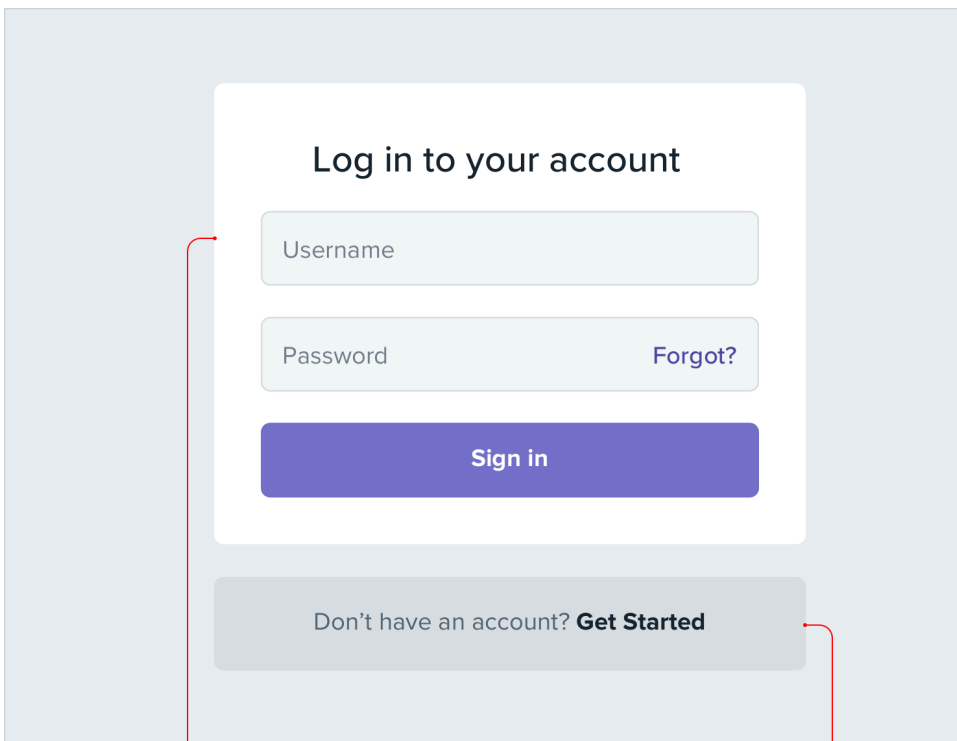 Log in to your account
Username
Password Forgot?
Sign in
Don’t have an account? Get Started